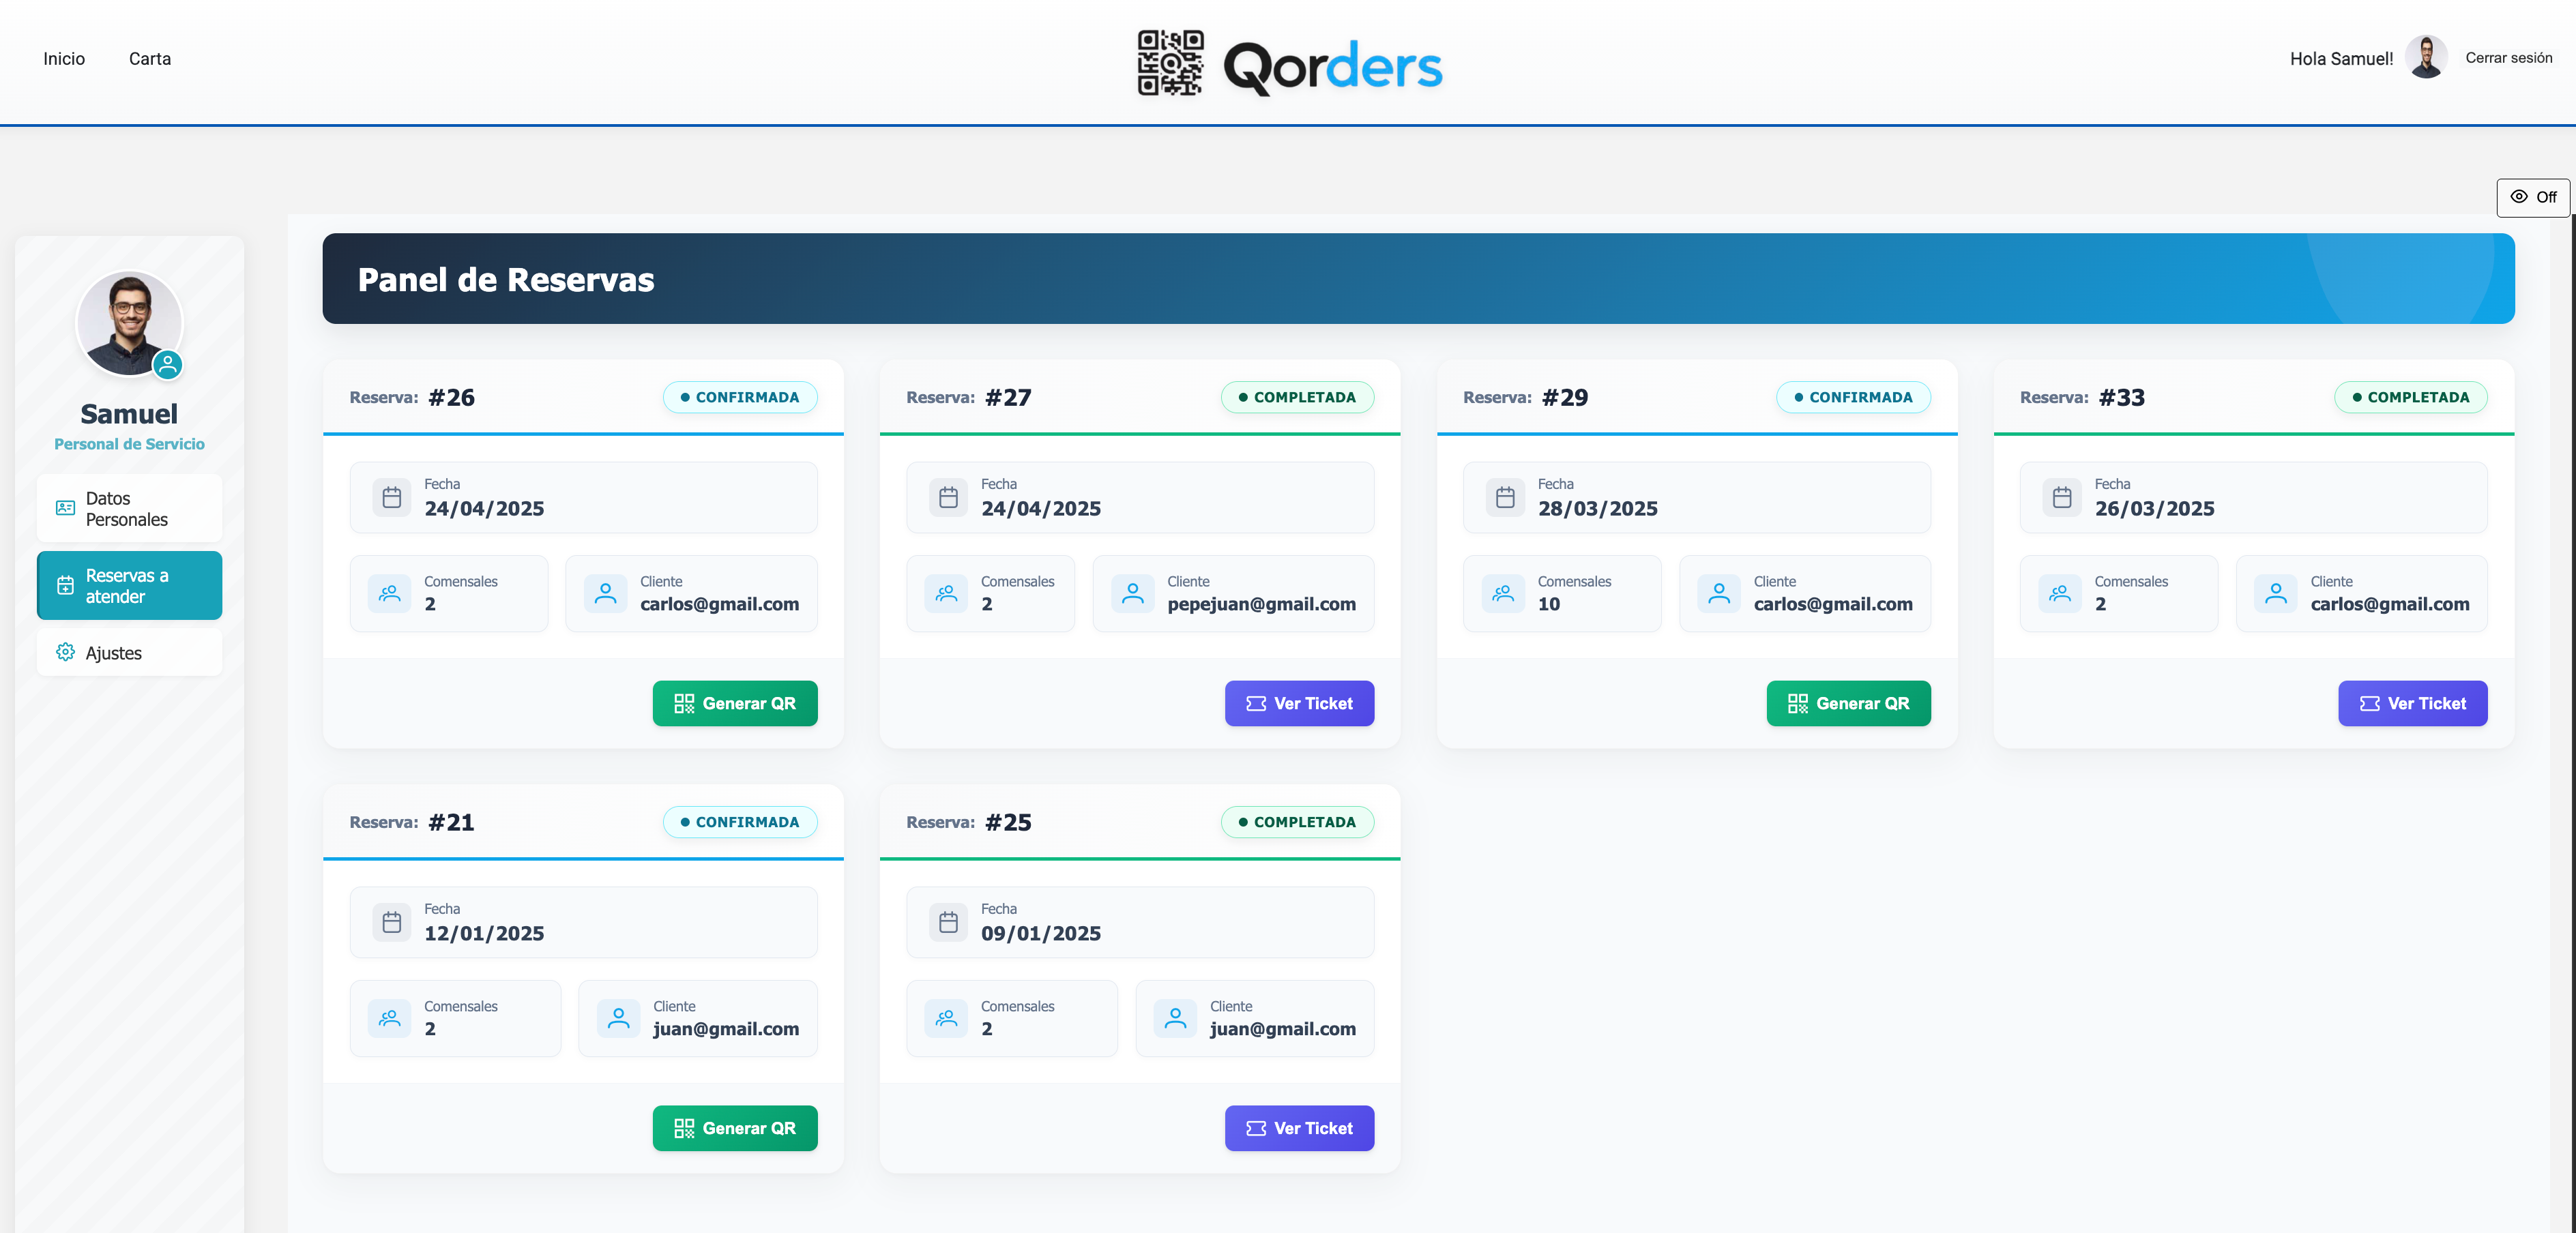 Inicio
Carta
Qorders
Hola Samuel!
Cerrar sesión
Off
Samuel
Personal de Servicio
Datos
Personales
Reservas a
atender
Ajustes
Panel de Reservas
Reserva: #26
CONFIRMADA
Fecha
24/04/2025
Comensales
2
Cliente
carlos@gmail.com
Generar QR
Reserva: #27
COMPLETADA
Fecha
24/04/2025
Comensales
2
Cliente
pepejuan@gmail.com
Ver Ticket
Reserva: #29
CONFIRMADA
Fecha
28/03/2025
Comensales
10
Cliente
carlos@gmail.com
Generar QR
Reserva: #33
COMPLETADA
Fecha
26/03/2025
Comensales
2
Cliente
carlos@gmail.com
Ver Ticket
Reserva: #21
CONFIRMADA
Fecha
12/01/2025
Comensales
2
Cliente
juan@gmail.com
Generar QR
Reserva: #25
COMPLETADA
Fecha
09/01/2025
Comensales
2
Cliente
juan@gmail.com
Ver Ticket